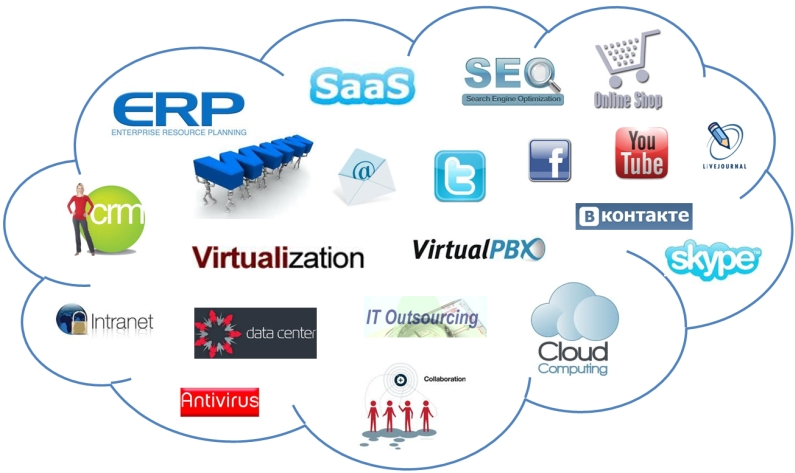 ERP
ENTERPRISE RESOURCE PLANNING
SaaS
SEO
Search Engine Optimization
Online Shop
WWW
@
t
f
You
Tube
LIVEJOURNAL
crm
В контакте
Virtualization
VirtualPBX
skype
Intranet
data center
IT Outsourcing
Cloud
Computing
Antivirus
Collaboration